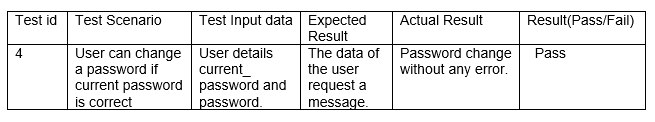 Test id Test Scenario Test Input data Expected Result Actual Result Result(Pass/Fail)
4 User can change a password if current password is correct User details current_ password and password. The data of the user request a message. Password change without any error. Pass